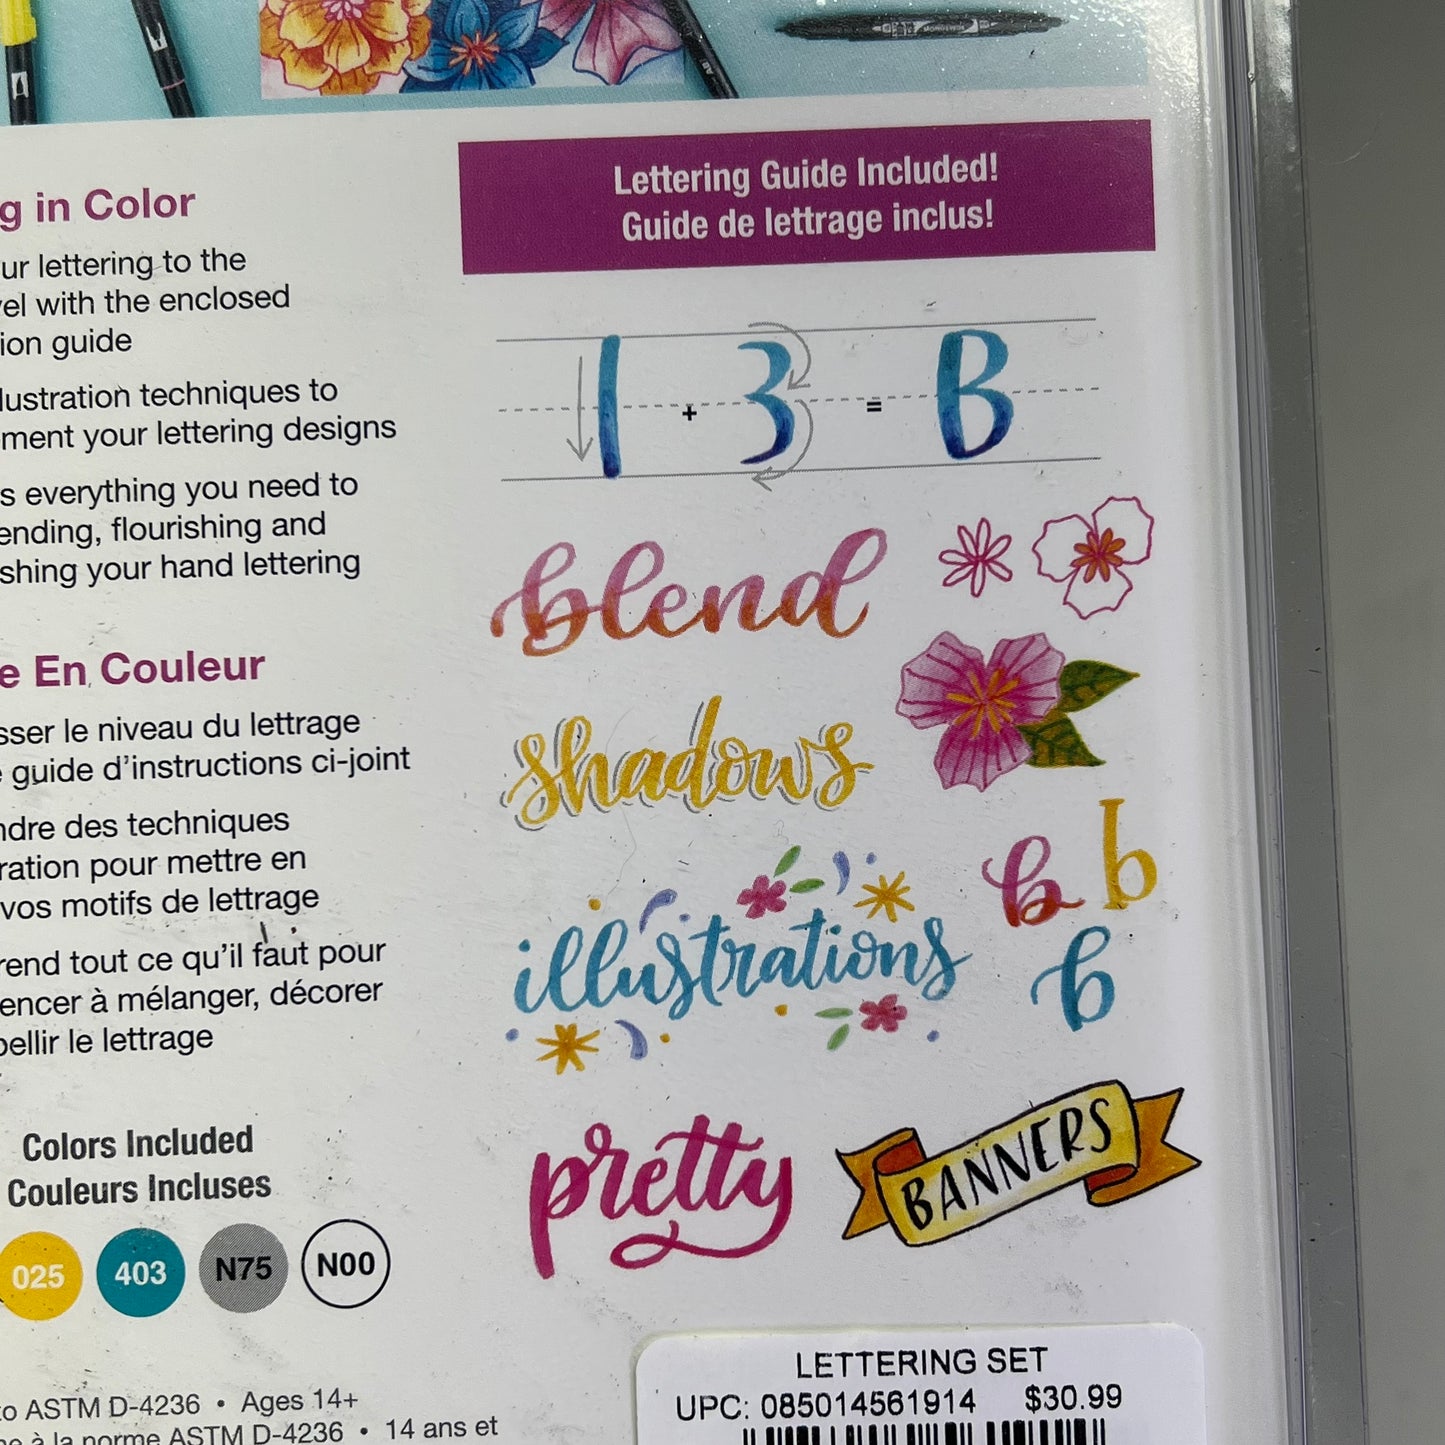 Lettering Guide Included!
Guide de lettrage inclus!
g in Color
ur lettering to the
vel with the enclosed
ion guide
lustration techniques to
ment your lettering designs
s everything you need to
ending, flourishing and
shing your hand lettering
e En Couleur
sser le niveau du lettrage
e guide d'instructions ci-joint
ndre des techniques
ration pour mettre en
vos motifs de lettrage
rend tout ce qu'il faut pour
encer à mélanger, décorer
bellir le lettrage
Colors Included
Couleurs Incluses
025 403 N75 N00
to ASTM D-4236 • Ages 14+
à la norme ASTM D-4236 • 14 ans et
1 + 3 = B
blend
shadows
b b
illustrations
b
pretty
BANNERS
LETTERING SET
UPC: 085014561914 $30.99